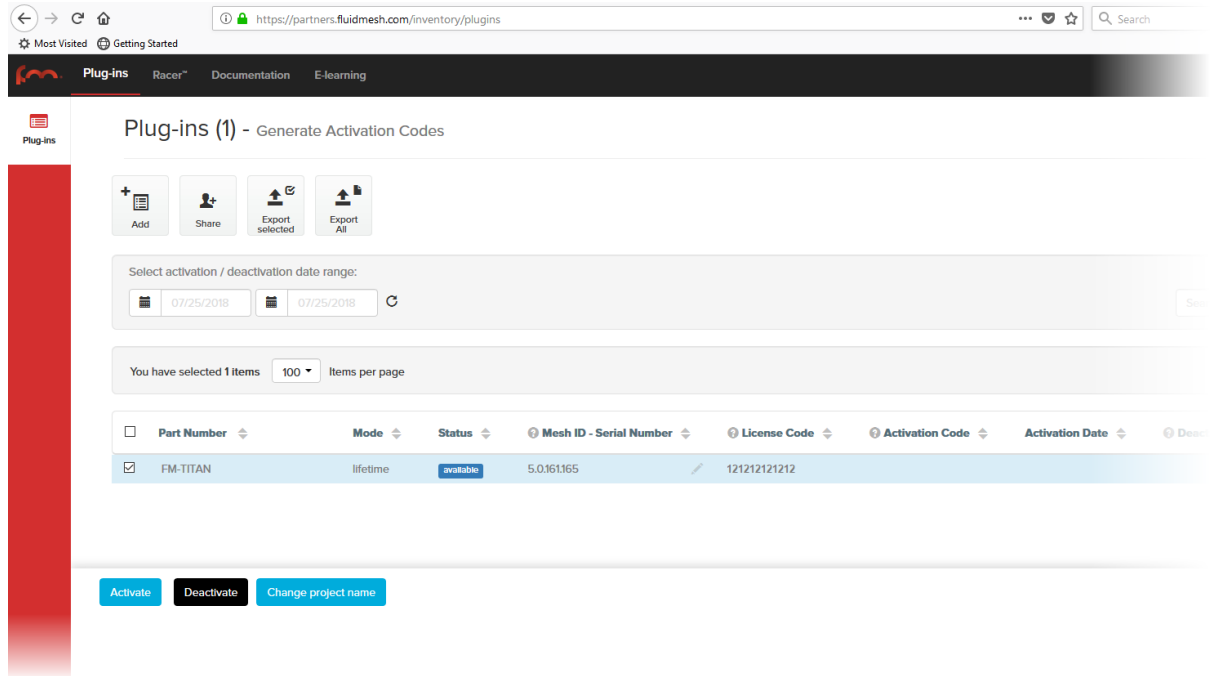 https://partners.fluidmesh.com/inventory/plugins
Search
Most Visited Getting Started
fm. Plug-ins Racer™ Documentation E-learning
Plug-ins
Plug-ins (1) - Generate Activation Codes
Add
Share
Export selected
Export All
Select activation / deactivation date range:
07/25/2018 07/25/2018
You have selected 1 items 100 Items per page
Part Number Mode Status Mesh ID - Serial Number License Code Activation Code Activation Date
FM-TITAN lifetime available 5.0.161.165 121212121212
Activate Deactivate Change project name